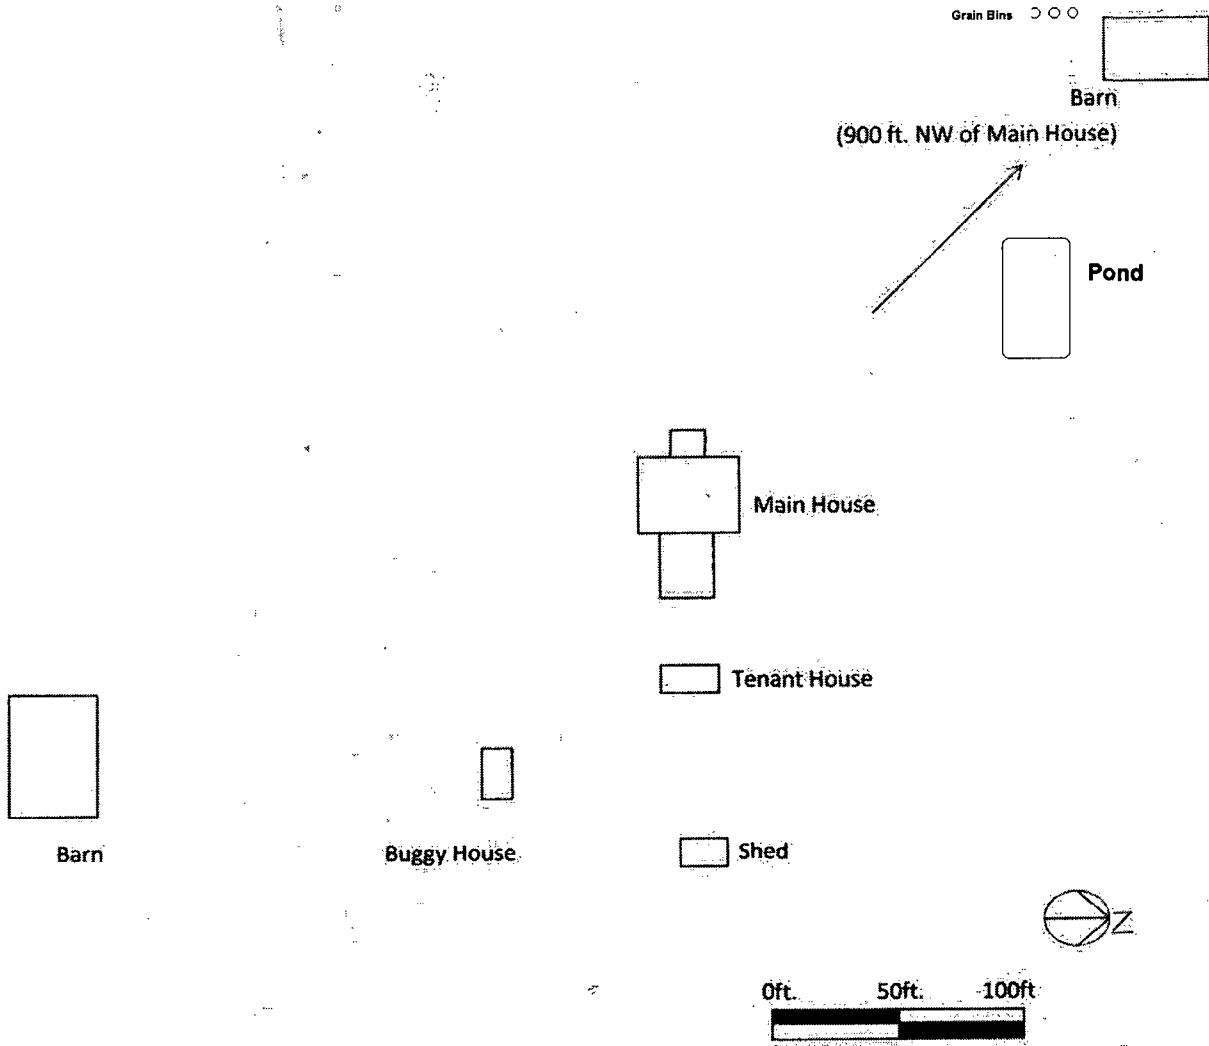 Grain Bins
Barn
(900 ft. NW of Main House)
Pond
Main House
Tenant House
Barn
Buggy House
Shed
N
0ft. 50ft. 100ft